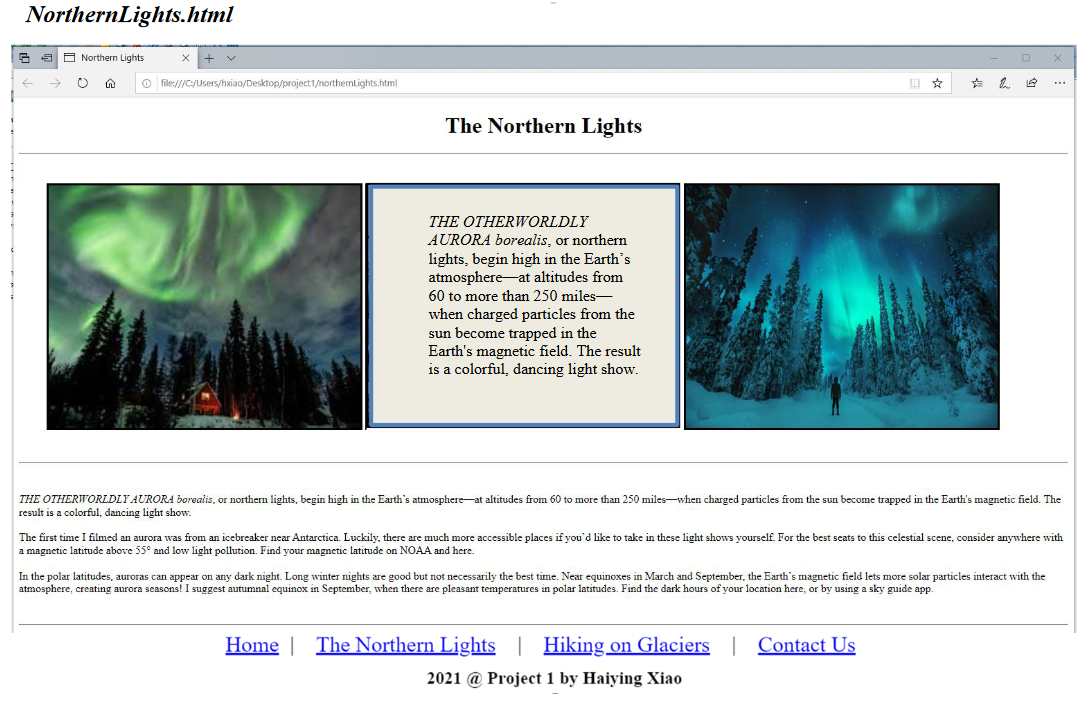 NorthernLights.html
Northern Lights
file:///C:/Users/hxiao/Desktop/project1/northernLights.html
The Northern Lights
THE OTHERWORLDLY
AURORA borealis, or northern
lights, begin high in the Earth’s
atmosphere—at altitudes from
60 to more than 250 miles—
when charged particles from the
sun become trapped in the
Earth's magnetic field. The result
is a colorful, dancing light show.
THE OTHERWORLDLY AURORA borealis, or northern lights, begin high in the Earth’s atmosphere—at altitudes from 60 to more than 250 miles—when charged particles from the sun become trapped in the Earth's magnetic field. The
result is a colorful, dancing light show.
The first time I filmed an aurora was from an icebreaker near Antarctica. Luckily, there are much more accessible places if you’d like to take in these light shows yourself. For the best seats to this celestial scene, consider anywhere with
a magnetic latitude above 55° and low light pollution. Find your magnetic latitude on NOAA and here.
In the polar latitudes, auroras can appear on any dark night. Long winter nights are good but not necessarily the best time. Near equinoxes in March and September, the Earth’s magnetic field lets more solar particles interact with the
atmosphere, creating aurora seasons! I suggest autumnal equinox in September, when there are pleasant temperatures in polar latitudes. Find the dark hours of your location here, or by using a sky guide app.
Home | The Northern Lights | Hiking on Glaciers | Contact Us
2021 @ Project 1 by Haiying Xiao